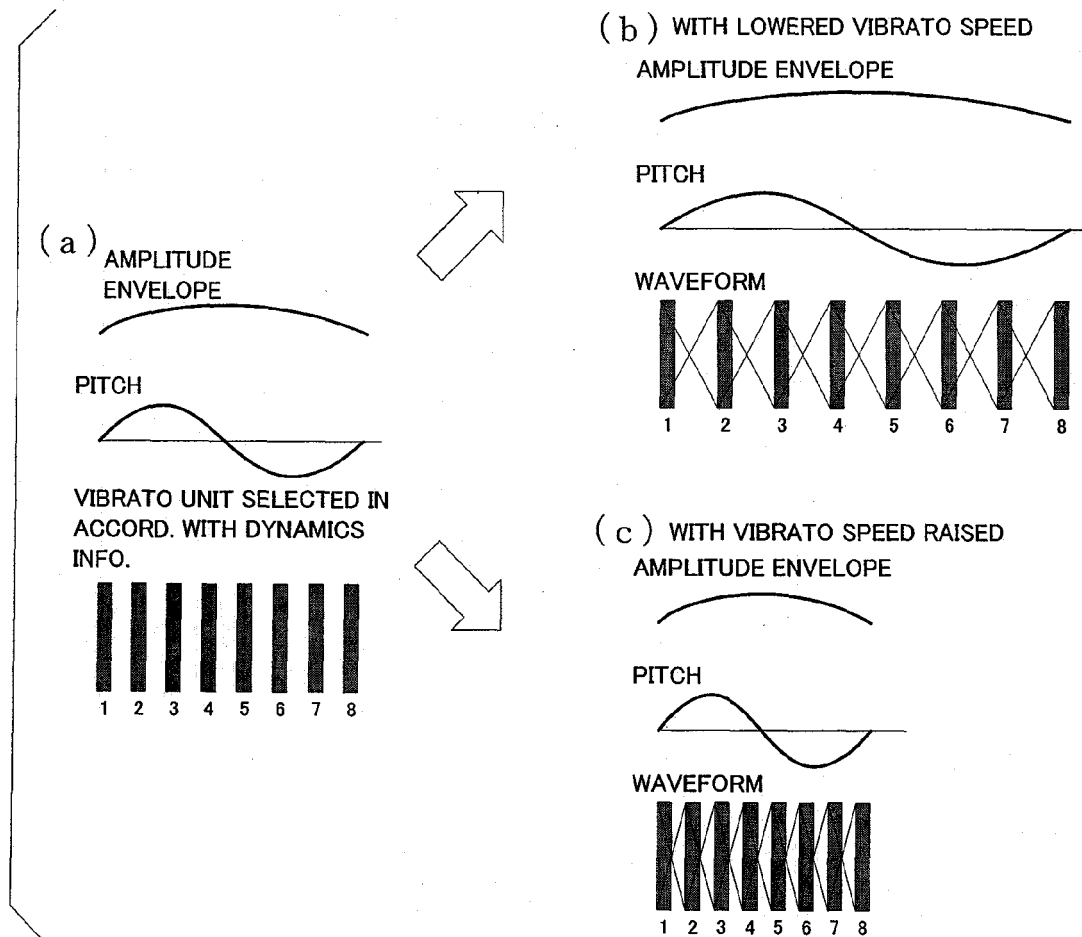 (a)
AMPLITUDE
ENVELOPE
PITCH
VIBRATO UNIT SELECTED IN
ACCORD. WITH DYNAMICS
INFO.
1 2 3 4 5 6 7 8
(b) WITH LOWERED VIBRATO SPEED
AMPLITUDE ENVELOPE
PITCH
WAVEFORM
1 2 3 4 5 6 7 8
(c) WITH VIBRATO SPEED RAISED
AMPLITUDE ENVELOPE
PITCH
WAVEFORM
1 2 3 4 5 6 7 8